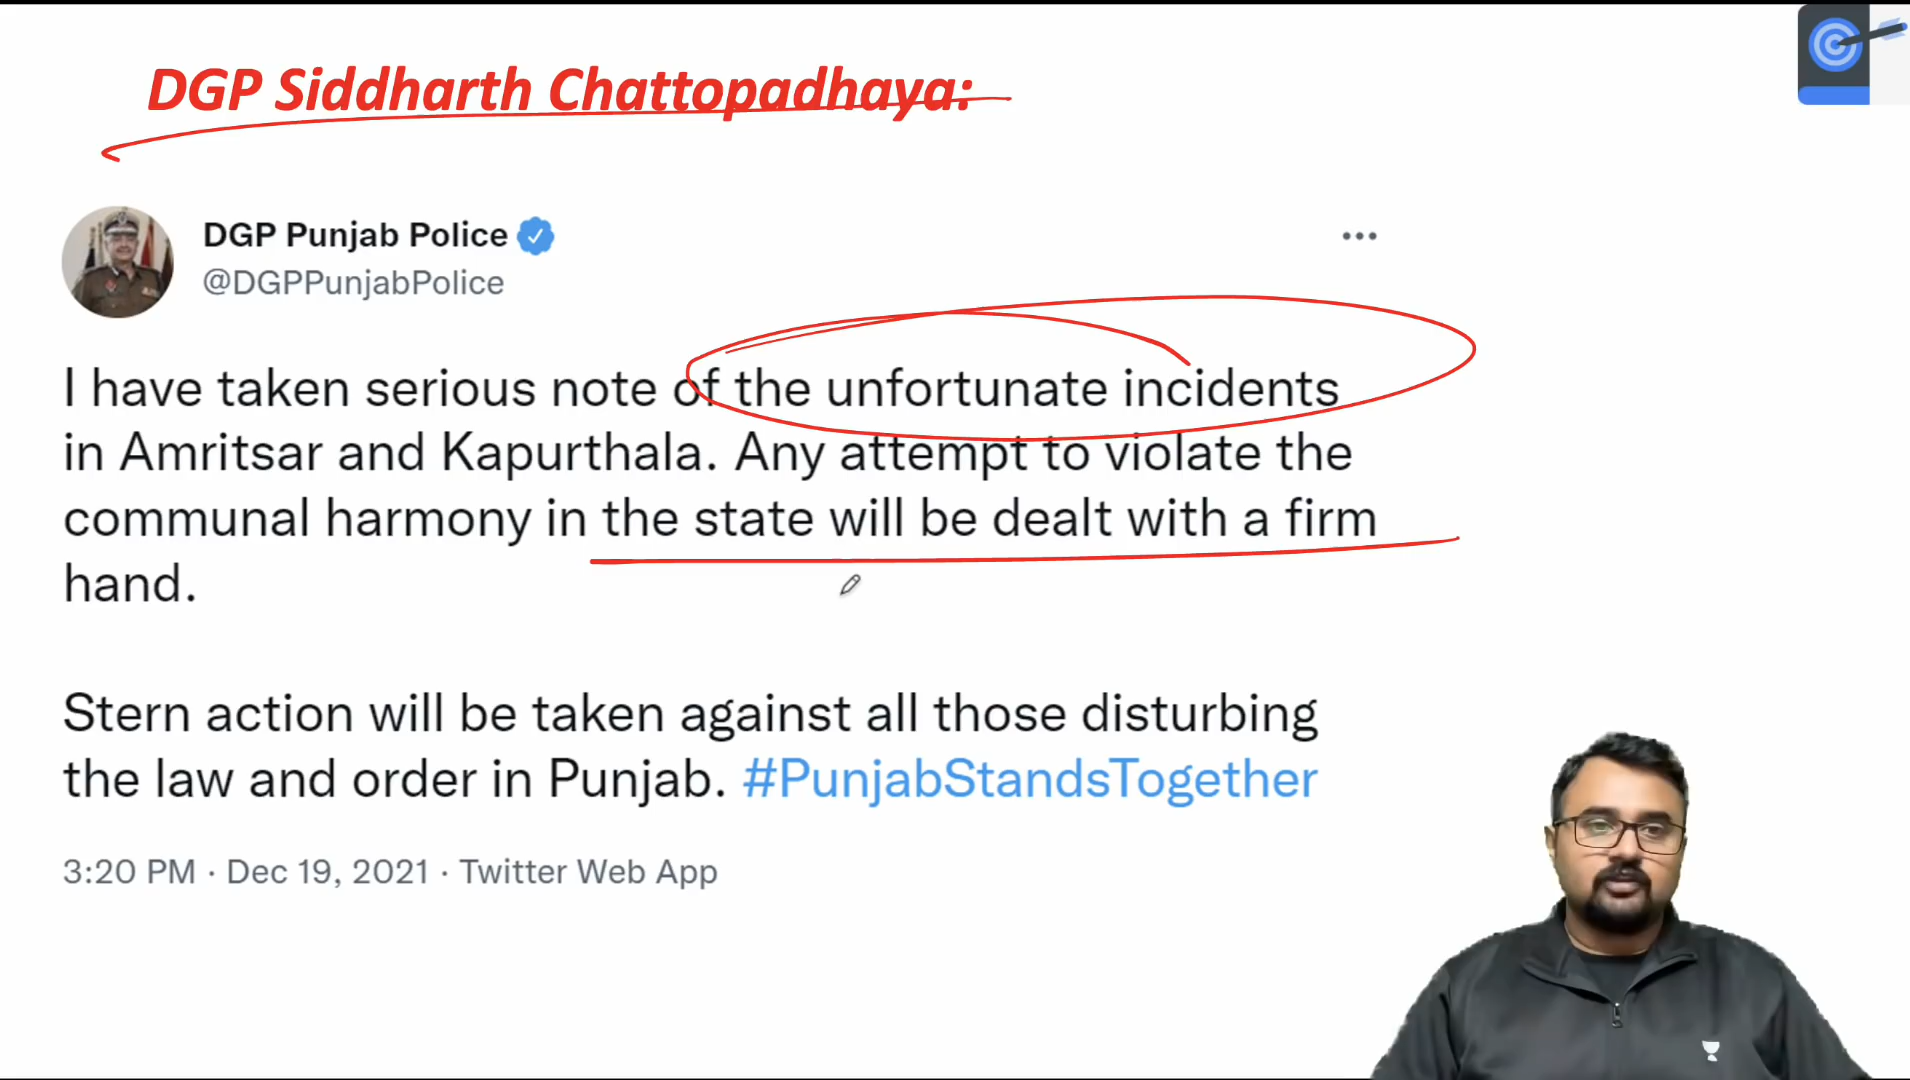 DGP Siddharth Chattopadhaya:
DGP Punjab Police
@DGPPunjabPolice
I have taken serious note of the unfortunate incidents
in Amritsar and Kapurthala. Any attempt to violate the
communal harmony in the state will be dealt with a firm
hand.
Stern action will be taken against all those disturbing
the law and order in Punjab. #PunjabStandsTogether
3:20 PM · Dec 19, 2021 · Twitter Web App